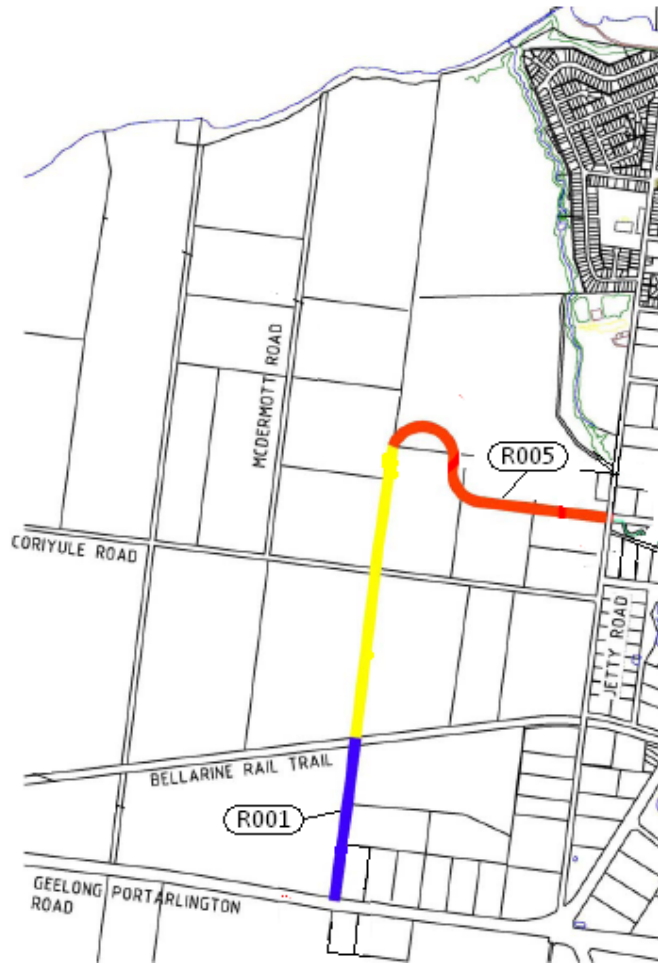 MCDERMOTT ROAD
R005
CORIYULE ROAD
JETTY ROAD
BELLARINE RAIL TRAIL
R001
GEELONG PORTARLINGTON
ROAD